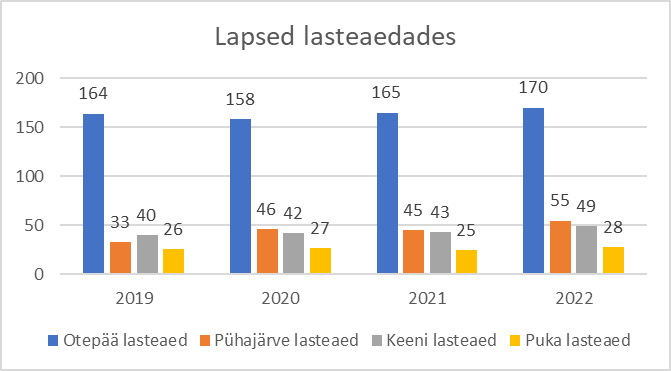 Lapsed lasteaedades
200
150
100
50
0
164 33 40 26
158 46 42 27
165 45 43 25
170 55 49 28
2019 2020 2021 2022
Otepää lasteaed Pühajärve lasteaed Keeni lasteaed Puka lasteaed